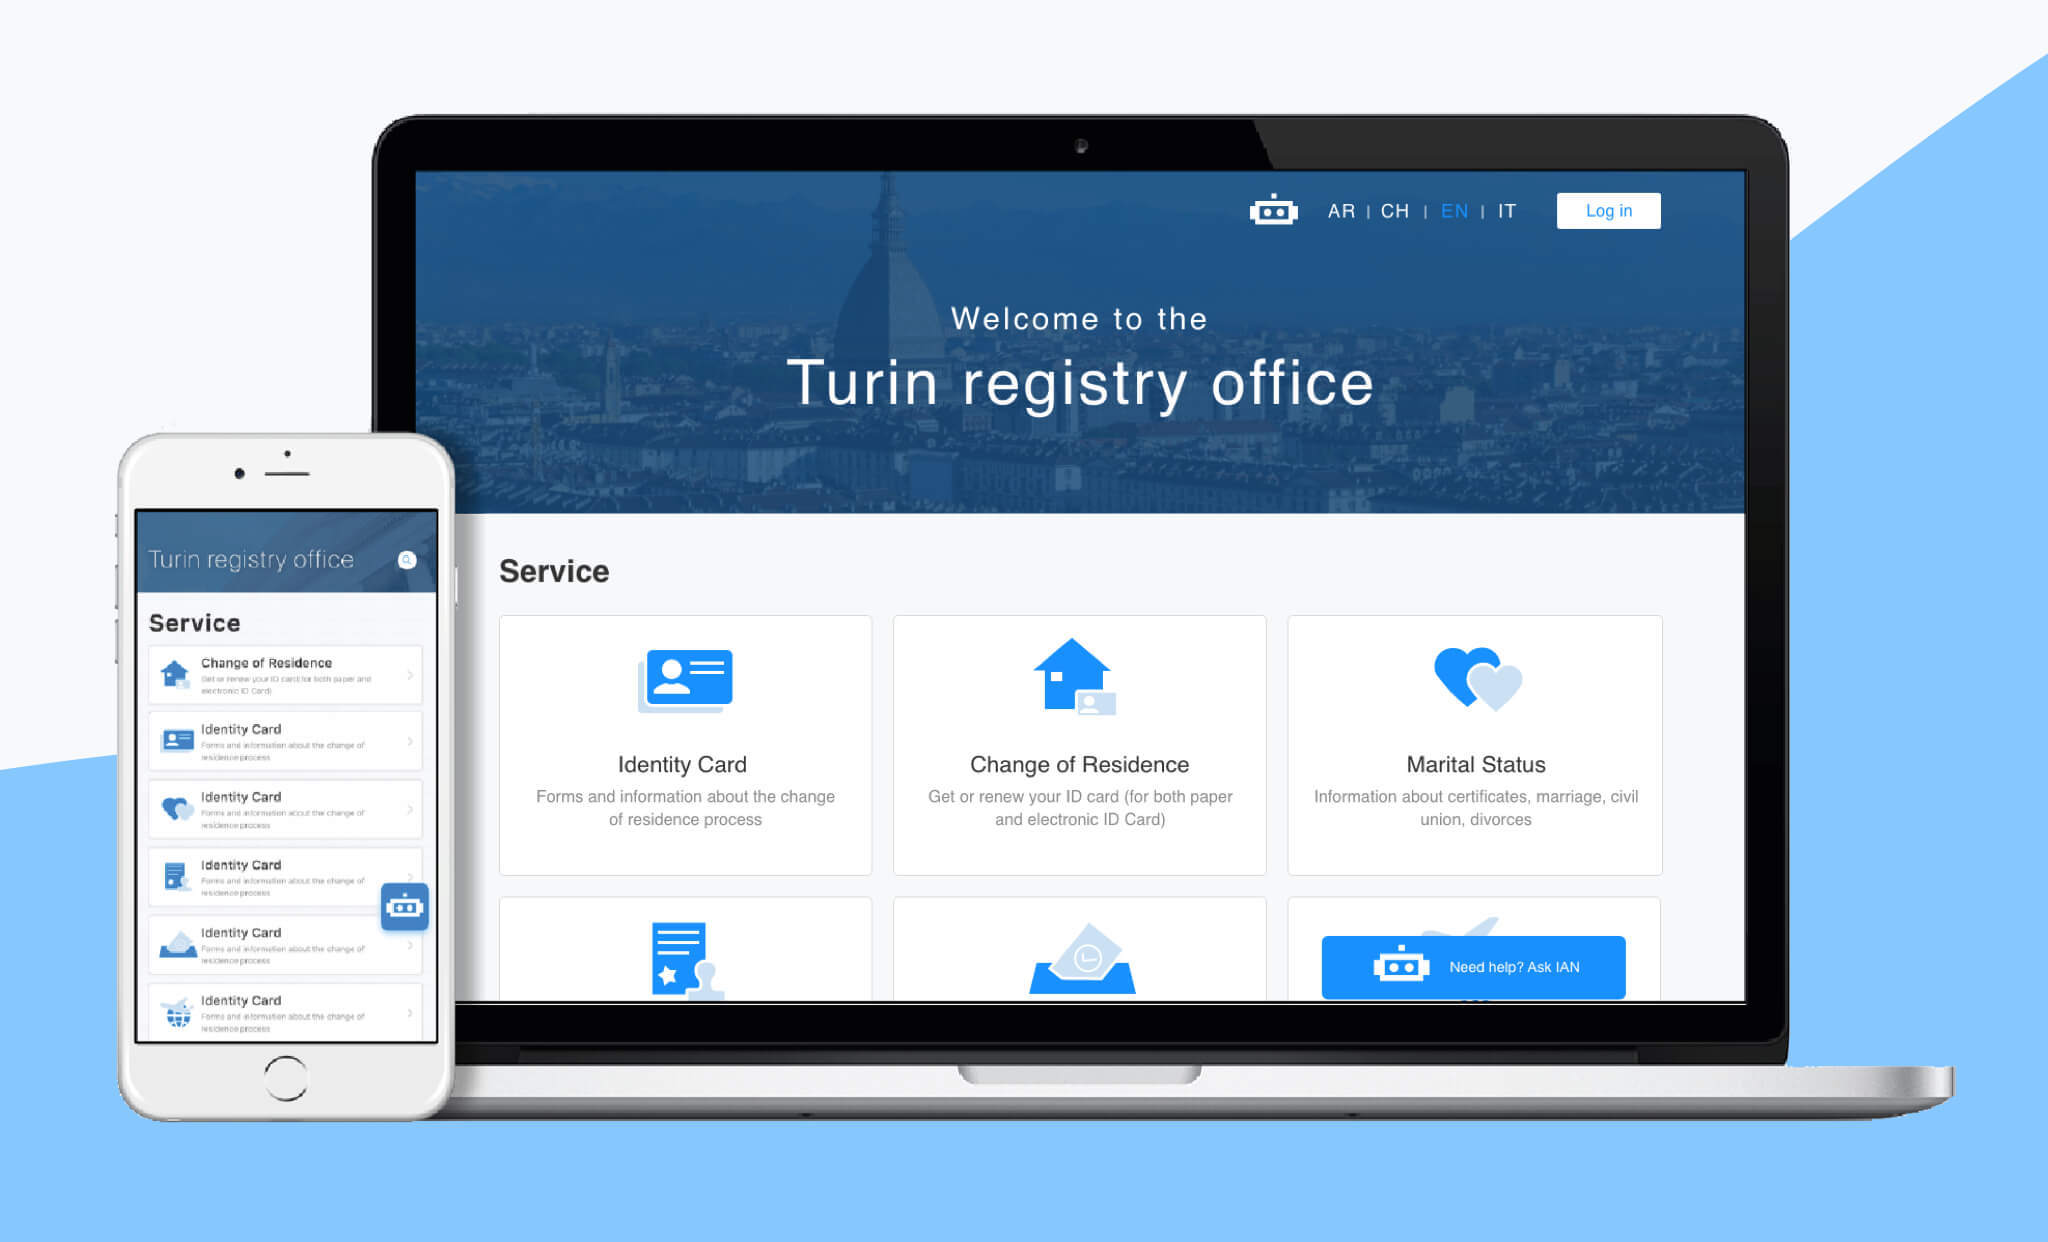 AR | CH | EN | IT
Log in
Welcome to the
Turin registry office
Service
Identity Card
Forms and information about the change
of residence process
Change of Residence
Get or renew your ID card (for both paper
and electronic ID Card)
Marital Status
Information about certificates, marriage, civil
union, divorces
Need help? Ask IAN
Turin registry office
Service
Change of Residence
Get or renew your ID card (for both paper and
electronic ID Card)
Identity Card
Forms and information about the change of
residence process
Identity Card
Forms and information about the change of
residence process
Identity Card
Forms and information about the change of
residence process
Identity Card
Forms and information about the change of
residence process
Identity Card
Forms and information about the change of
residence process